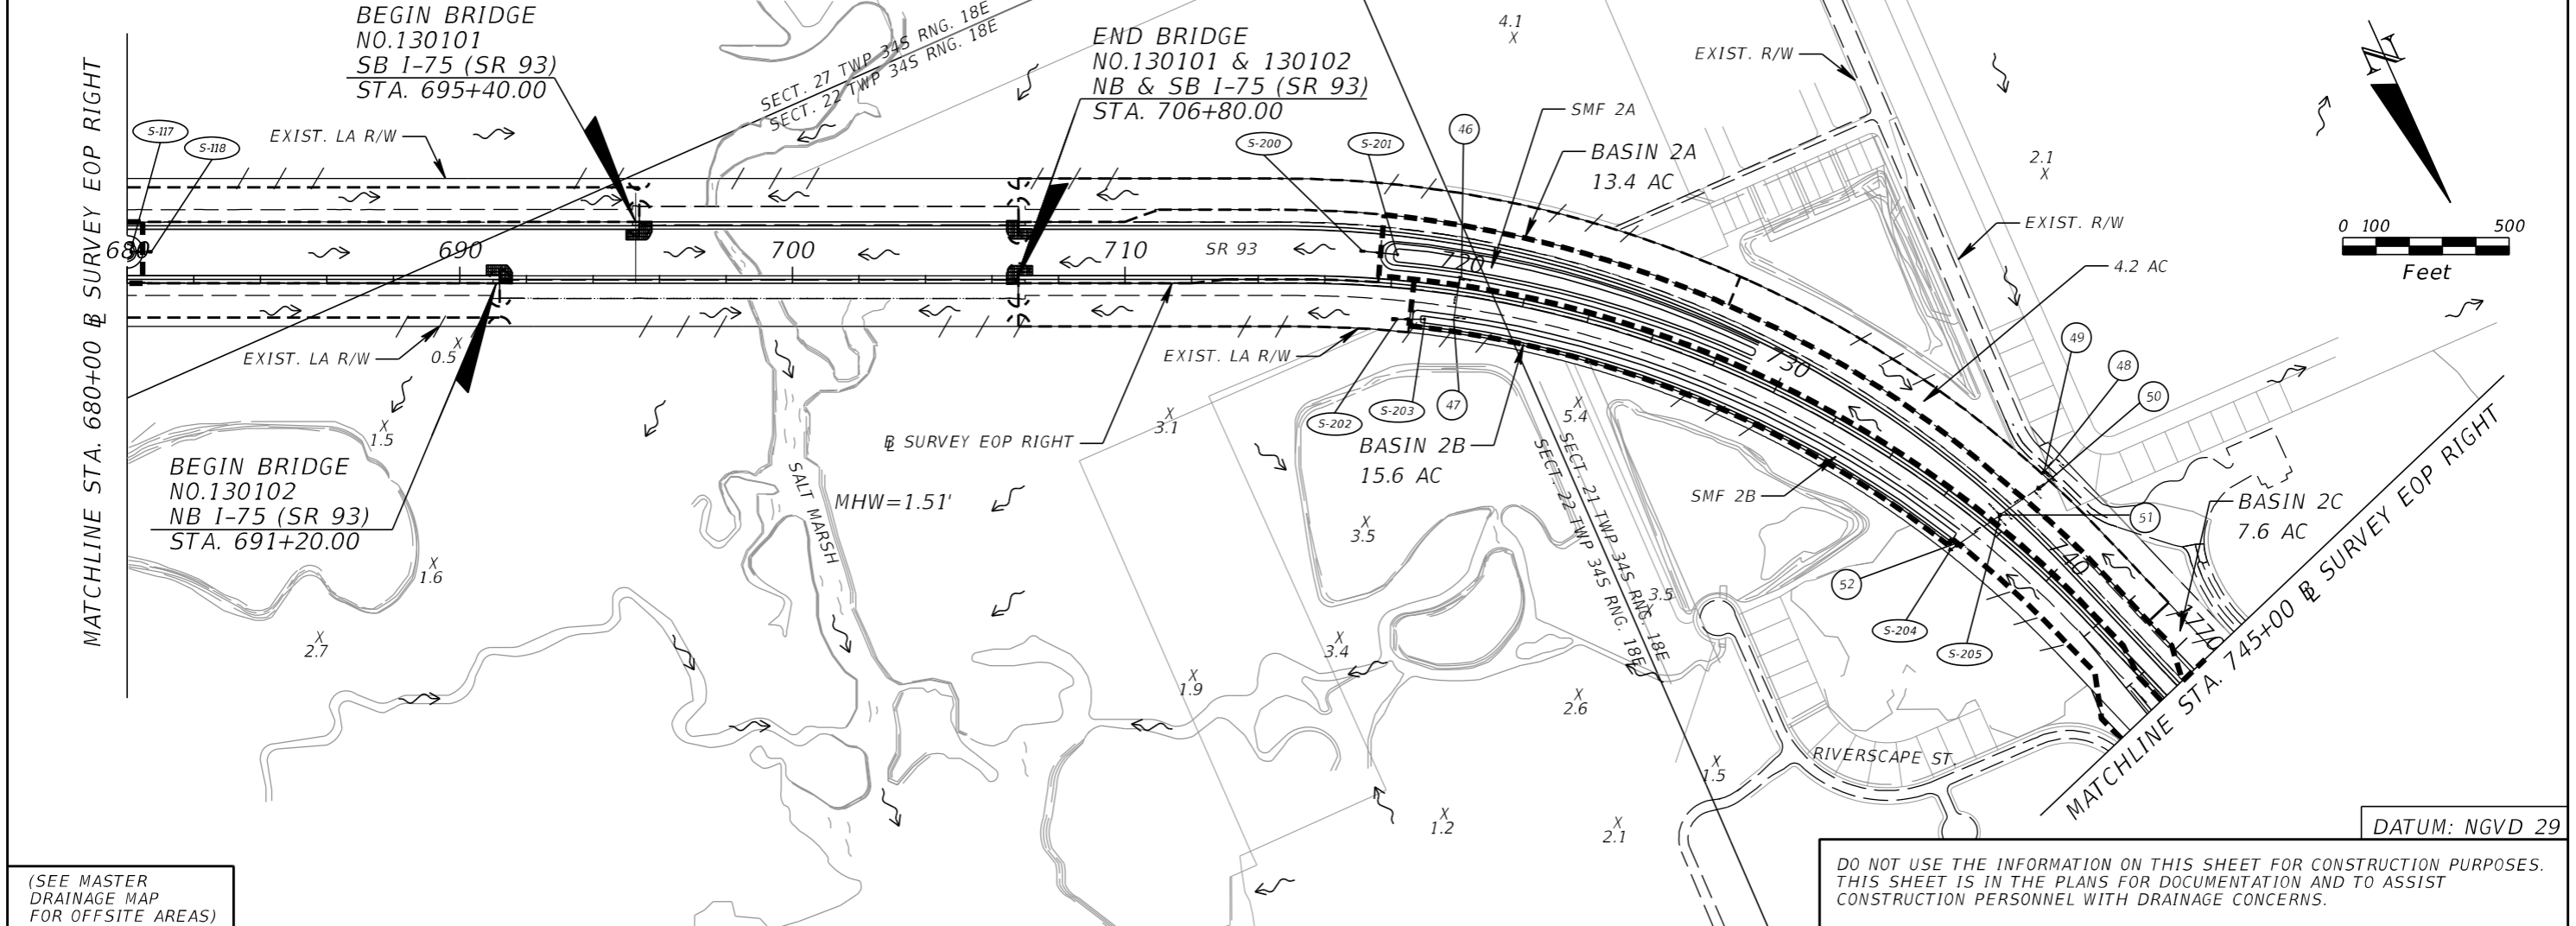 BEGIN BRIDGE
NO.130101
SB I-75 (SR 93)
STA. 695+40.00
SECT. 27 TWP 34S RNG. 18E
SECT. 22 TWP 34S RNG. 18E
END BRIDGE
NO.130101 & 130102
NB & SB I-75 (SR 93)
STA. 706+80.00
4.1
X
EXIST. R/W
N
MATCHLINE STA. 680+00 BL SURVEY EOP RIGHT
S-117
S-118
EXIST. LA R/W
S-200
S-201
46
SMF 2A
BASIN 2A
13.4 AC
2.1
X
EXIST. R/W
0 100 500
Feet
680
690
700
710
SR 93
720
4.2 AC
EXIST. LA R/W
X
0.5
EXIST. LA R/W
730
49
48
50
S-202
S-203
47
X
1.5
X
3.1
X
5.4
BL SURVEY EOP RIGHT
BASIN 2B
15.6 AC
SECT. 21 TWP 34S RNG. 18E
SECT. 22 TWP 34S RNG. 18E
BEGIN BRIDGE
NO.130102
NB I-75 (SR 93)
STA. 691+20.00
SALT MARSH
MHW=1.51'
X
3.5
SMF 2B
51
BASIN 2C
7.6 AC
X
1.6
52
740
3.5
S-204
S-205
X
2.7
X
3.4
X
1.9
X
2.6
1770
MATCHLINE STA. 745+00 BL SURVEY EOP RIGHT
RIVERSCAPE ST.
X
1.5
X
1.2
X
2.1
DATUM: NGVD 29
(SEE MASTER
DRAINAGE MAP
FOR OFFSITE AREAS)
DO NOT USE THE INFORMATION ON THIS SHEET FOR CONSTRUCTION PURPOSES.
THIS SHEET IS IN THE PLANS FOR DOCUMENTATION AND TO ASSIST
CONSTRUCTION PERSONNEL WITH DRAINAGE CONCERNS.